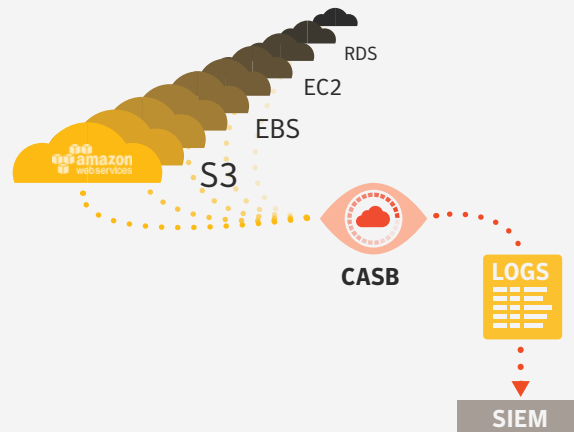 RDS
EC2
EBS
S3
amazon
webservices
CASB
LOGS
SIEM